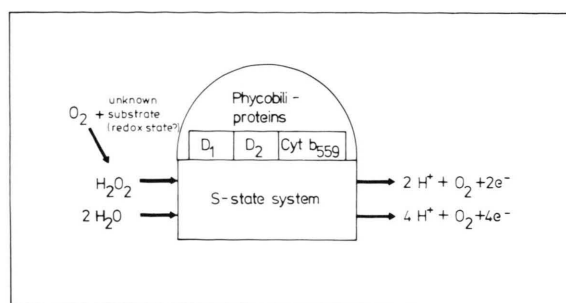 unknown
O₂ + substrate
(redox state?)
Phycobili-
proteins
D₁ D₂ Cyt b₅₅₉
H₂O₂
2 H⁺ + O₂ +2e⁻
S-state system
2 H₂O
4 H⁺ + O₂ +4e⁻